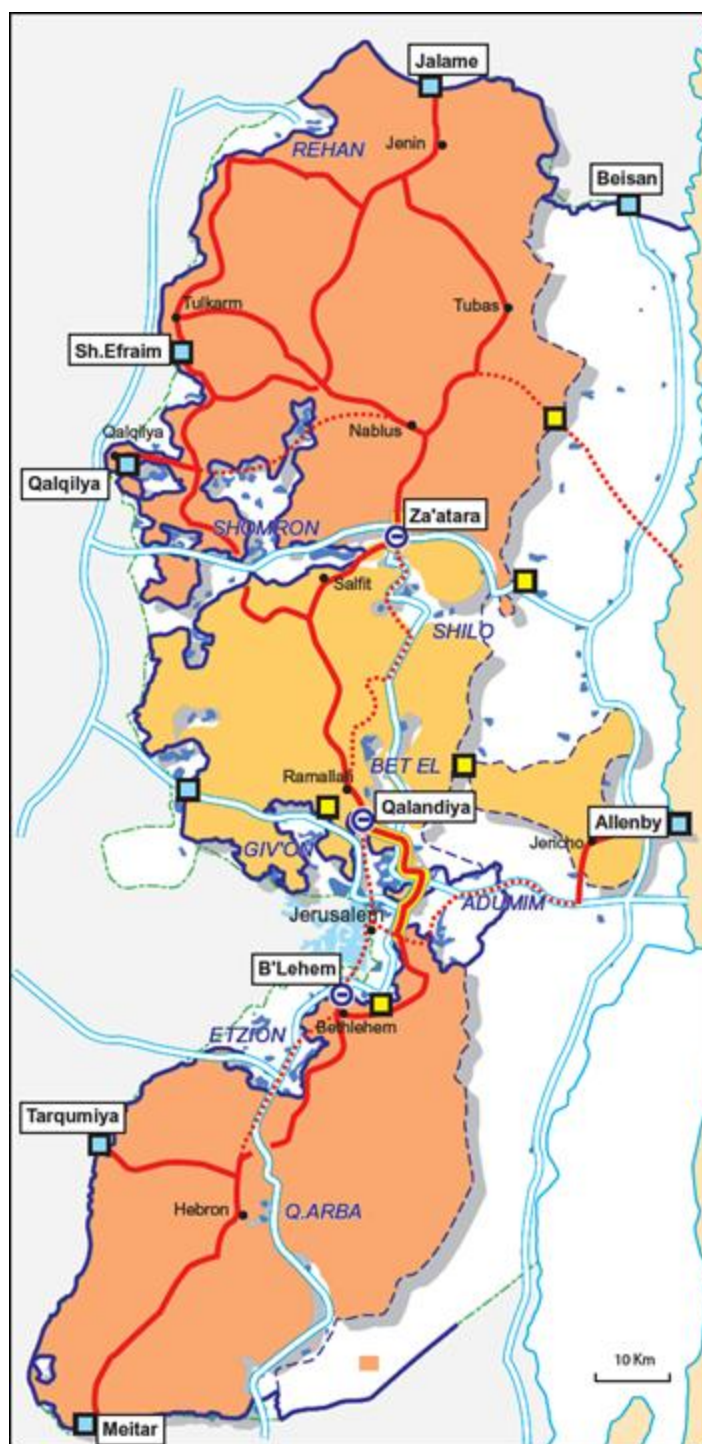 Jalame
Jenin
REHAN
Beisan
Tulkarm
Tubas
Sh.Efraim
Nablus
Qalqilya
Qalqilya
Za'atara
SHOMRON
Salfit
SHILO
BET EL
Ramallah
Qalandiya
Allenby
Jericho
GIV'ON
ADUMIM
Jerusalem
B'Lehem
Bethlehem
ETZION
Tarqumiya
Hebron
Q.ARBA
10 Km
Meitar